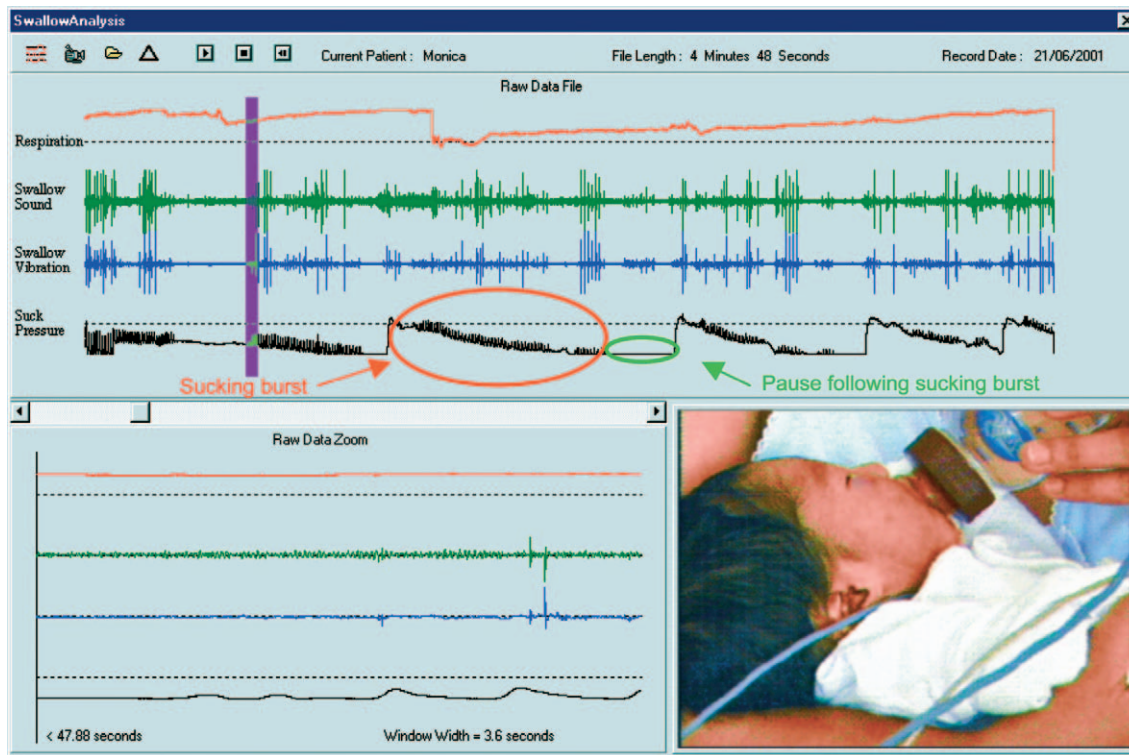 SwallowAnalysis
Current Patient : Monica File Length : 4 Minutes 48 Seconds Record Date : 21/06/2001
Raw Data File
Respiration
Swallow
Sound
Swallow
Vibration
Suck
Pressure
Sucking burst
Pause following sucking burst
Raw Data Zoom
< 47.88 seconds Window Width = 3.6 seconds